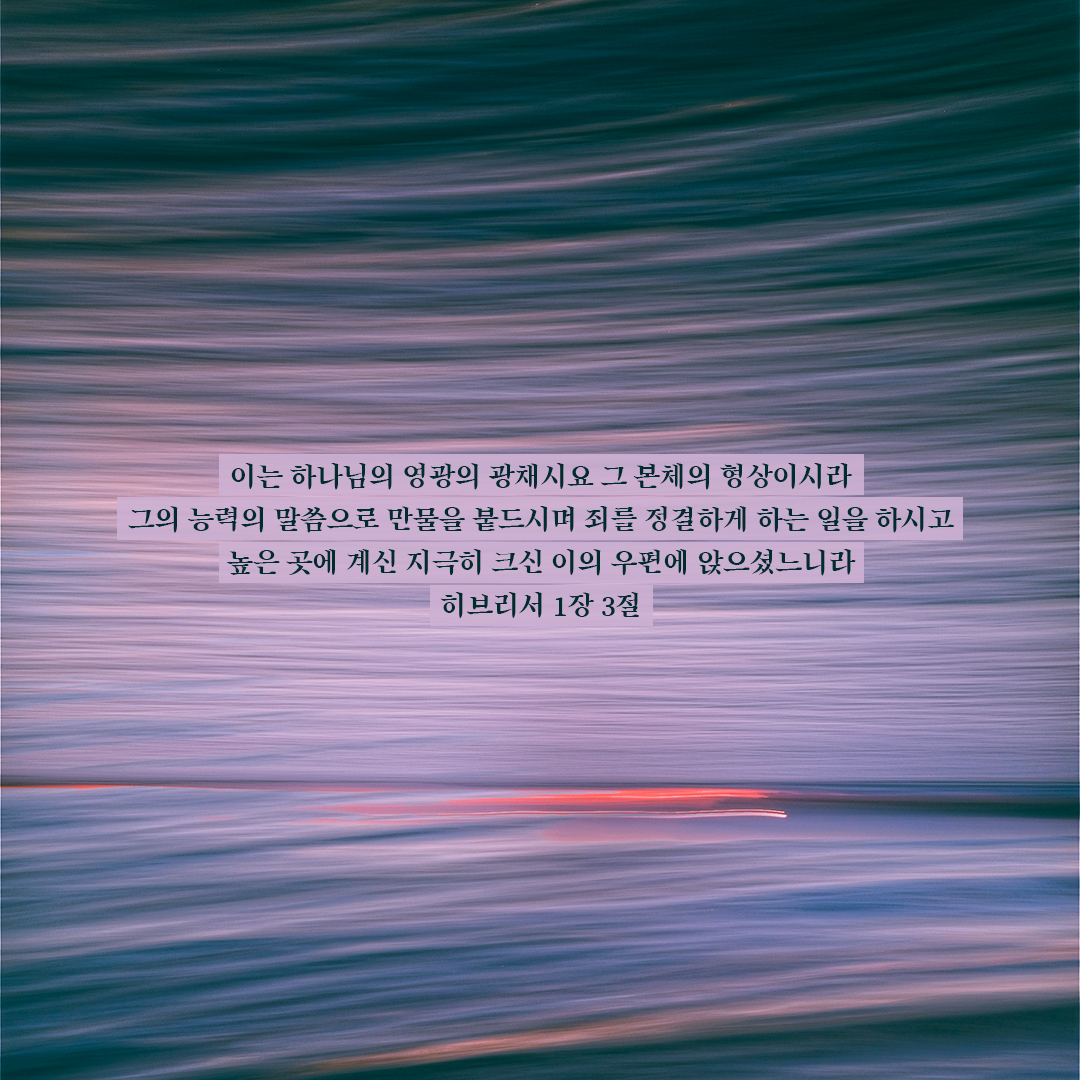 이는 하나님의 영광의 광채시요 그 본체의 형상이시라
그의 능력의 말씀으로 만물을 붙드시며 죄를 정결하게 하는 일을 하시고
높은 곳에 계신 지극히 크신 이의 우편에 앉으셨느니라
히브리서 1장 3절